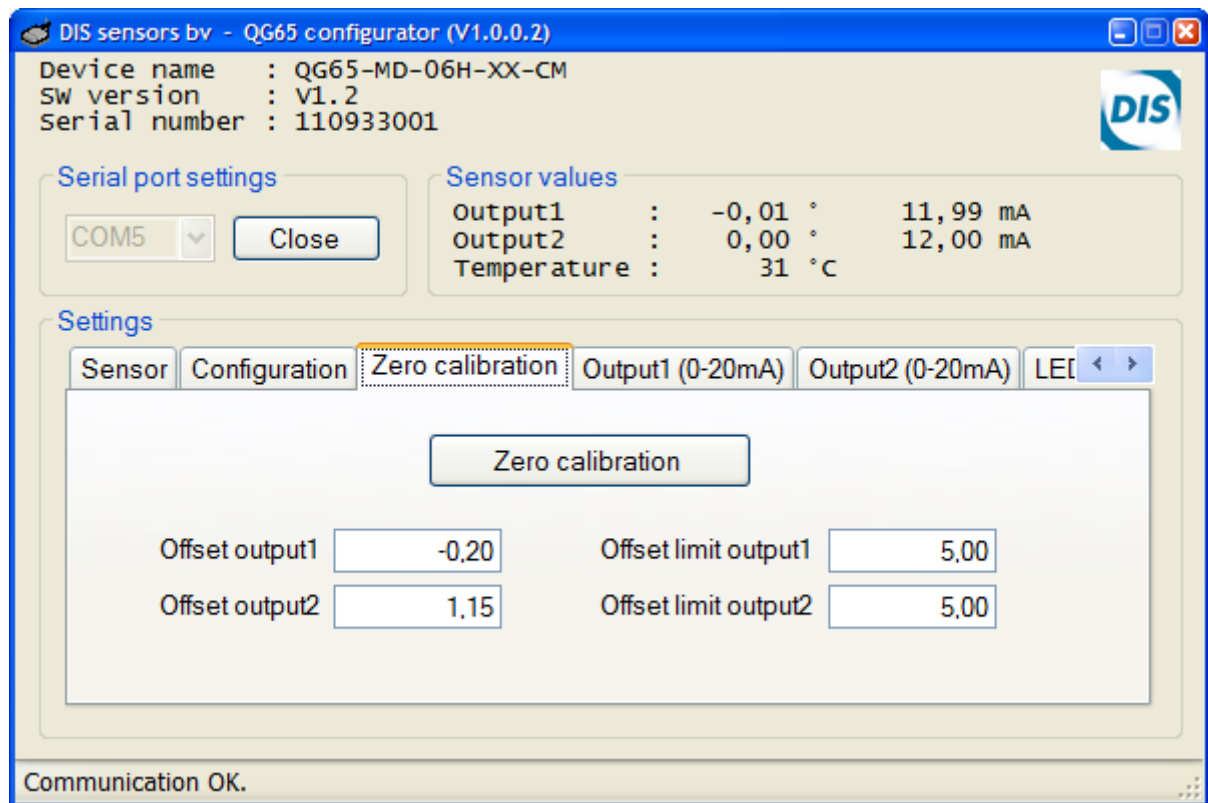 DIS sensors bv - QG65 configurator (V1.0.0.2)
Device name : QG65-MD-06H-XX-CM
SW version : V1.2
Serial number : 110933001
DIS
Serial port settings
COM5
Close
Sensor values
Output1 : -0,01 ° 11,99 mA
Output2 : 0,00 ° 12,00 mA
Temperature : 31 °C
Settings
Sensor Configuration Zero calibration Output1 (0-20mA) Output2 (0-20mA) LED
Zero calibration
Offset output1 -0,20 Offset limit output1 5,00
Offset output2 1,15 Offset limit output2 5,00
Communication OK.